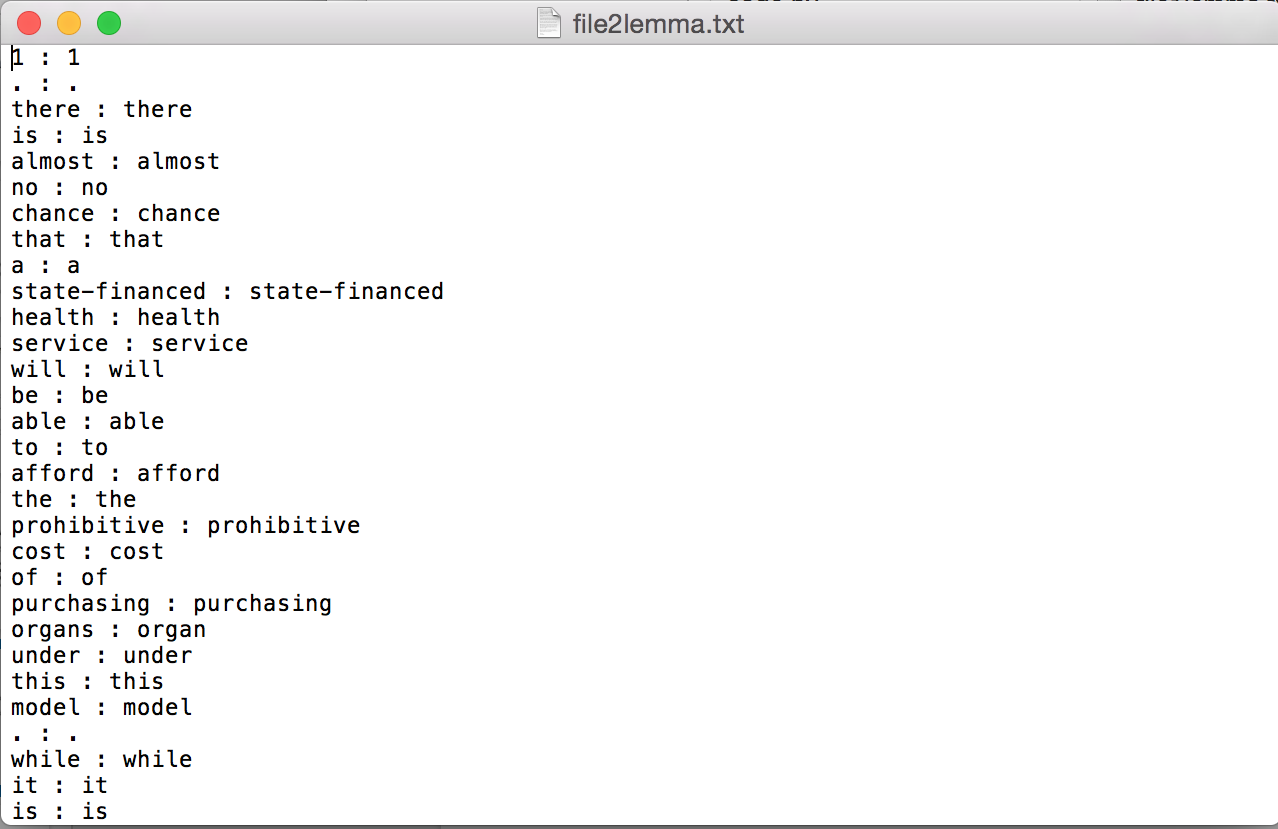 file2lemma.txt
1 : 1
. : .
there : there
is : is
almost : almost
no : no
chance : chance
that : that
a : a
state-financed : state-financed
health : health
service : service
will : will
be : be
able : able
to : to
afford : afford
the : the
prohibitive : prohibitive
cost : cost
of : of
purchasing : purchasing
organs : organ
under : under
this : this
model : model
. : .
while : while
it : it
is : is